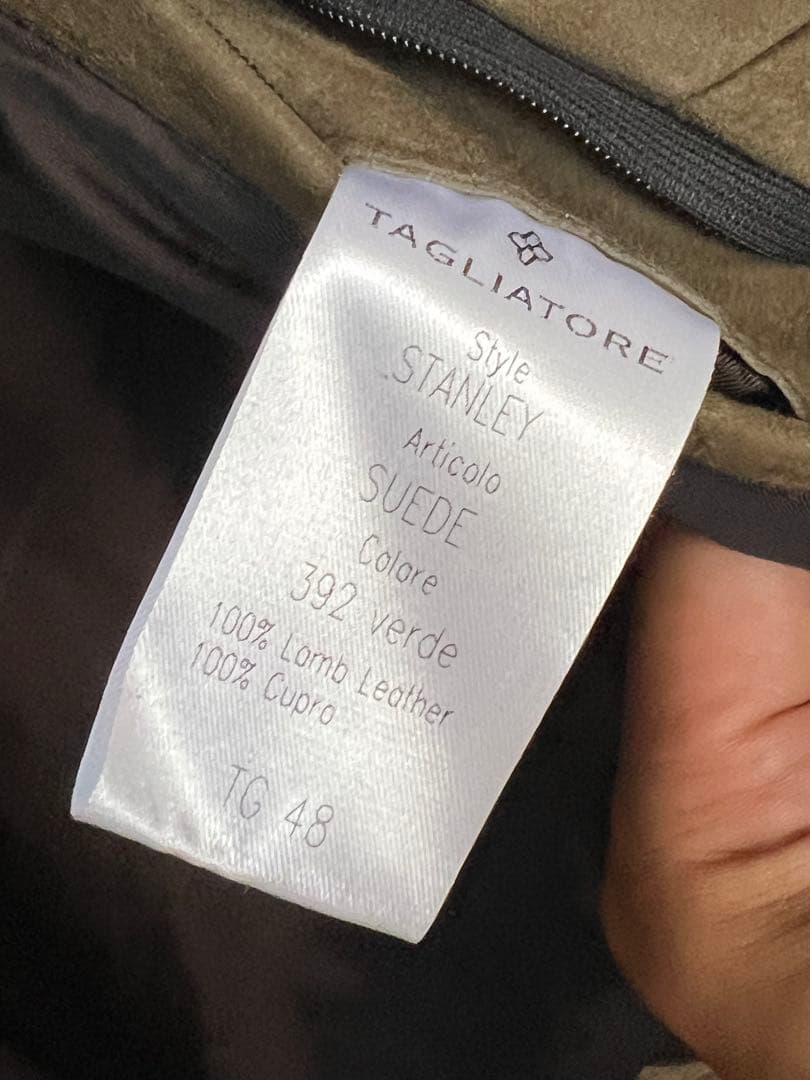 TAGLIATORE
Style
STANLEY
Articolo
SUEDE
Colore
392 verde
100% Lamb Leather
100% Cupro
TG 48